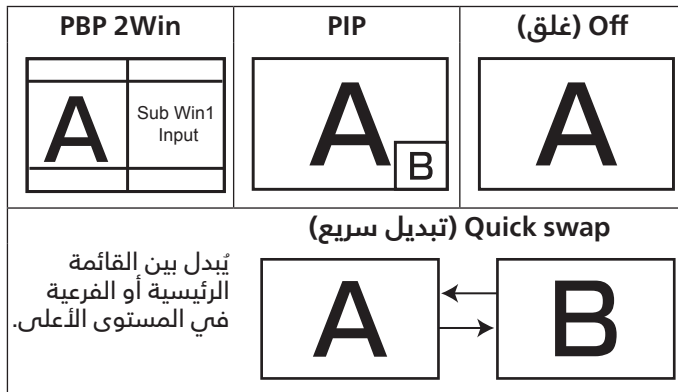 Off (غلق)
PIP
PBP 2Win
A
A
B
A
Sub Win1
Input
Quick swap (تبديل سريع)
يُبدل بين القائمة
الرئيسية أو الفرعية
في المستوى الأعلى.
A
B